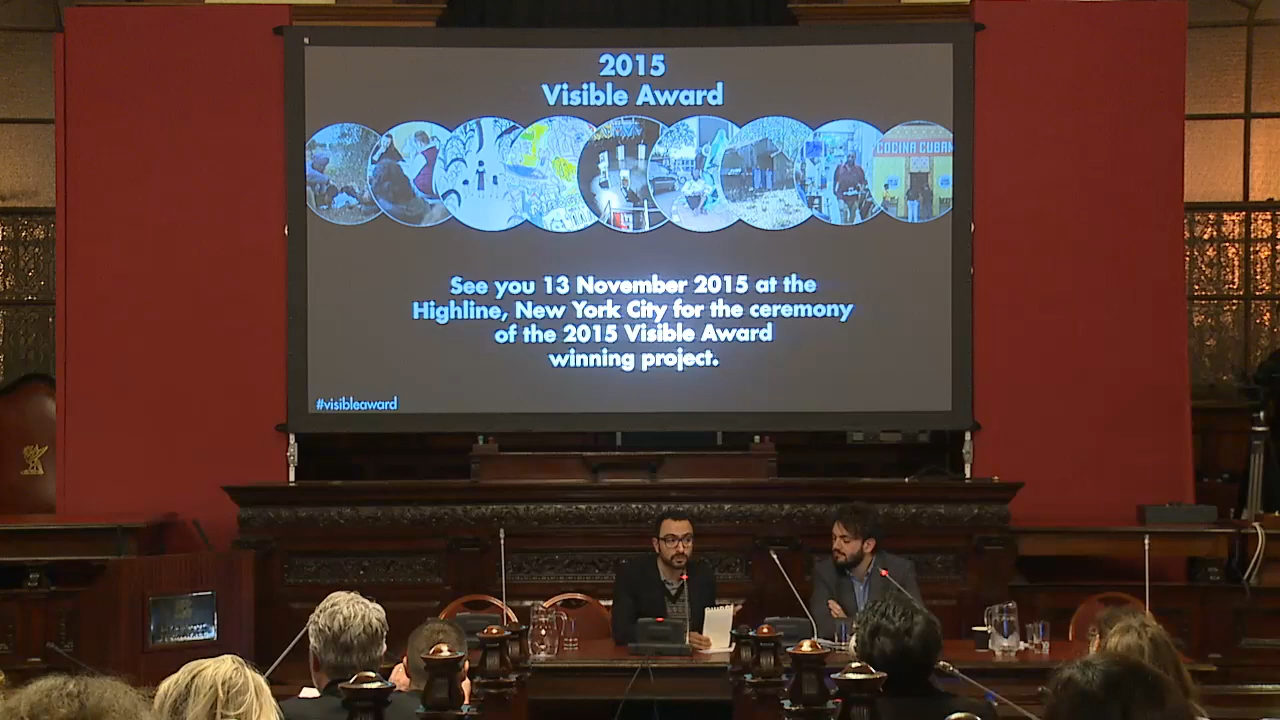 2015
Visible Award
COCINA CUBAN
See you 13 November 2015 at the
Highline, New York City for the ceremony
of the 2015 Visible Award
winning project.
#visibleaward